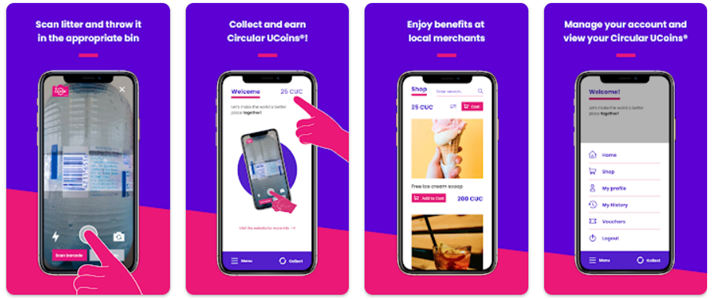 Scan litter and throw it
in the appropriate bin
Scan barcode
Collect and earn
Circular UCoins®!
Welcome
25 CUC
Let's make the world a better
place together!
Visit the website for more info
Menu
Collect
Enjoy benefits at
local merchants
Shop
Enter search...
25 CUC
Cart
Free ice cream scoop
Add to Cart
200 CUC
Menu
Collect
Manage your account and
view your Circular UCoins®
Welcome!
Let's make the world a better
place together!
Home
Shop
My profile
My History
Vouchers
Logout
Menu
Collect